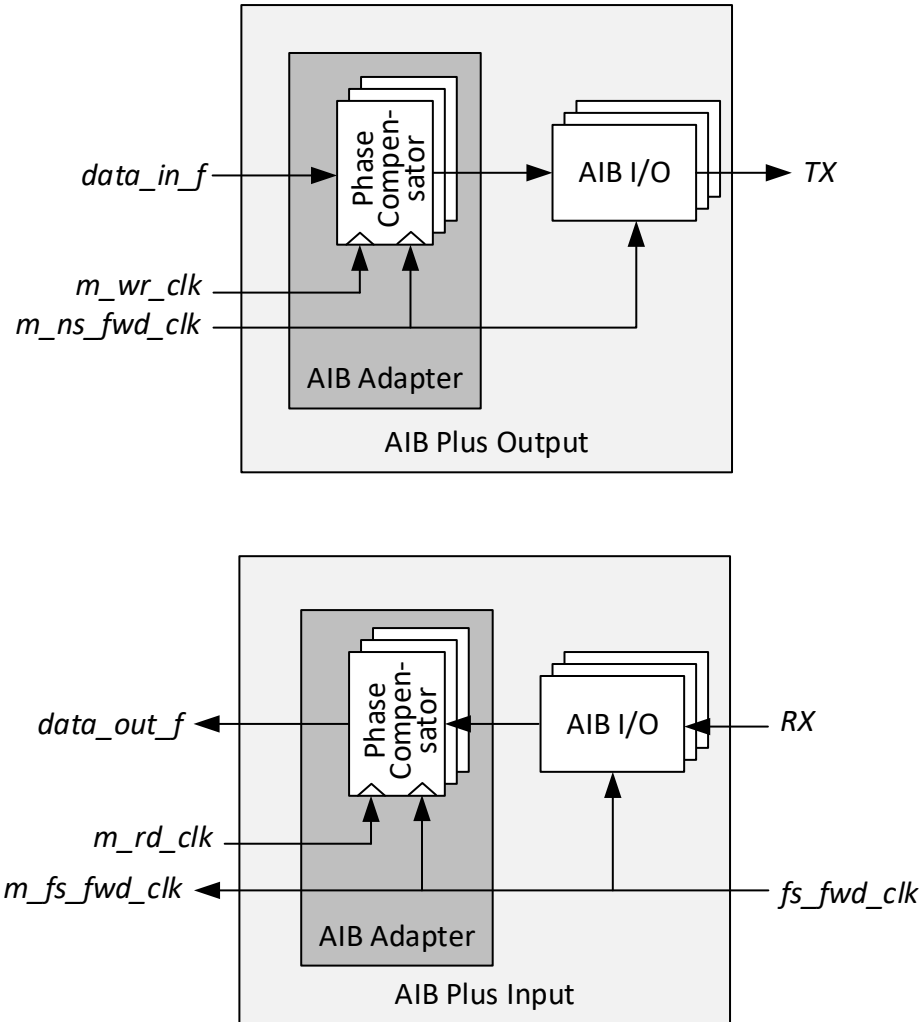 Phase
Compen-
sator
AIB I/O
data_in_f
TX
m_wr_clk
m_ns_fwd_clk
AIB Adapter
AIB Plus Output
Phase
Compen-
sator
AIB I/O
data_out_f
RX
m_rd_clk
m_fs_fwd_clk
fs_fwd_clk
AIB Adapter
AIB Plus Input